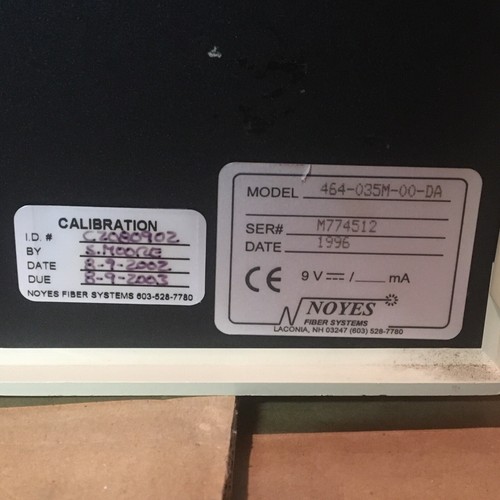 CALIBRATION
I.D. # C2080902
BY S. MOORE
DATE 8-9-2002
DUE 8-9-2003
NOYES FIBER SYSTEMS 603-528-7780
MODEL 464-035M-00-DA
SER# M774512
DATE 1996
CE 9 V ⎓ / mA
NOYES
FIBER SYSTEMS
LACONIA, NH 03247 (603) 528-7780